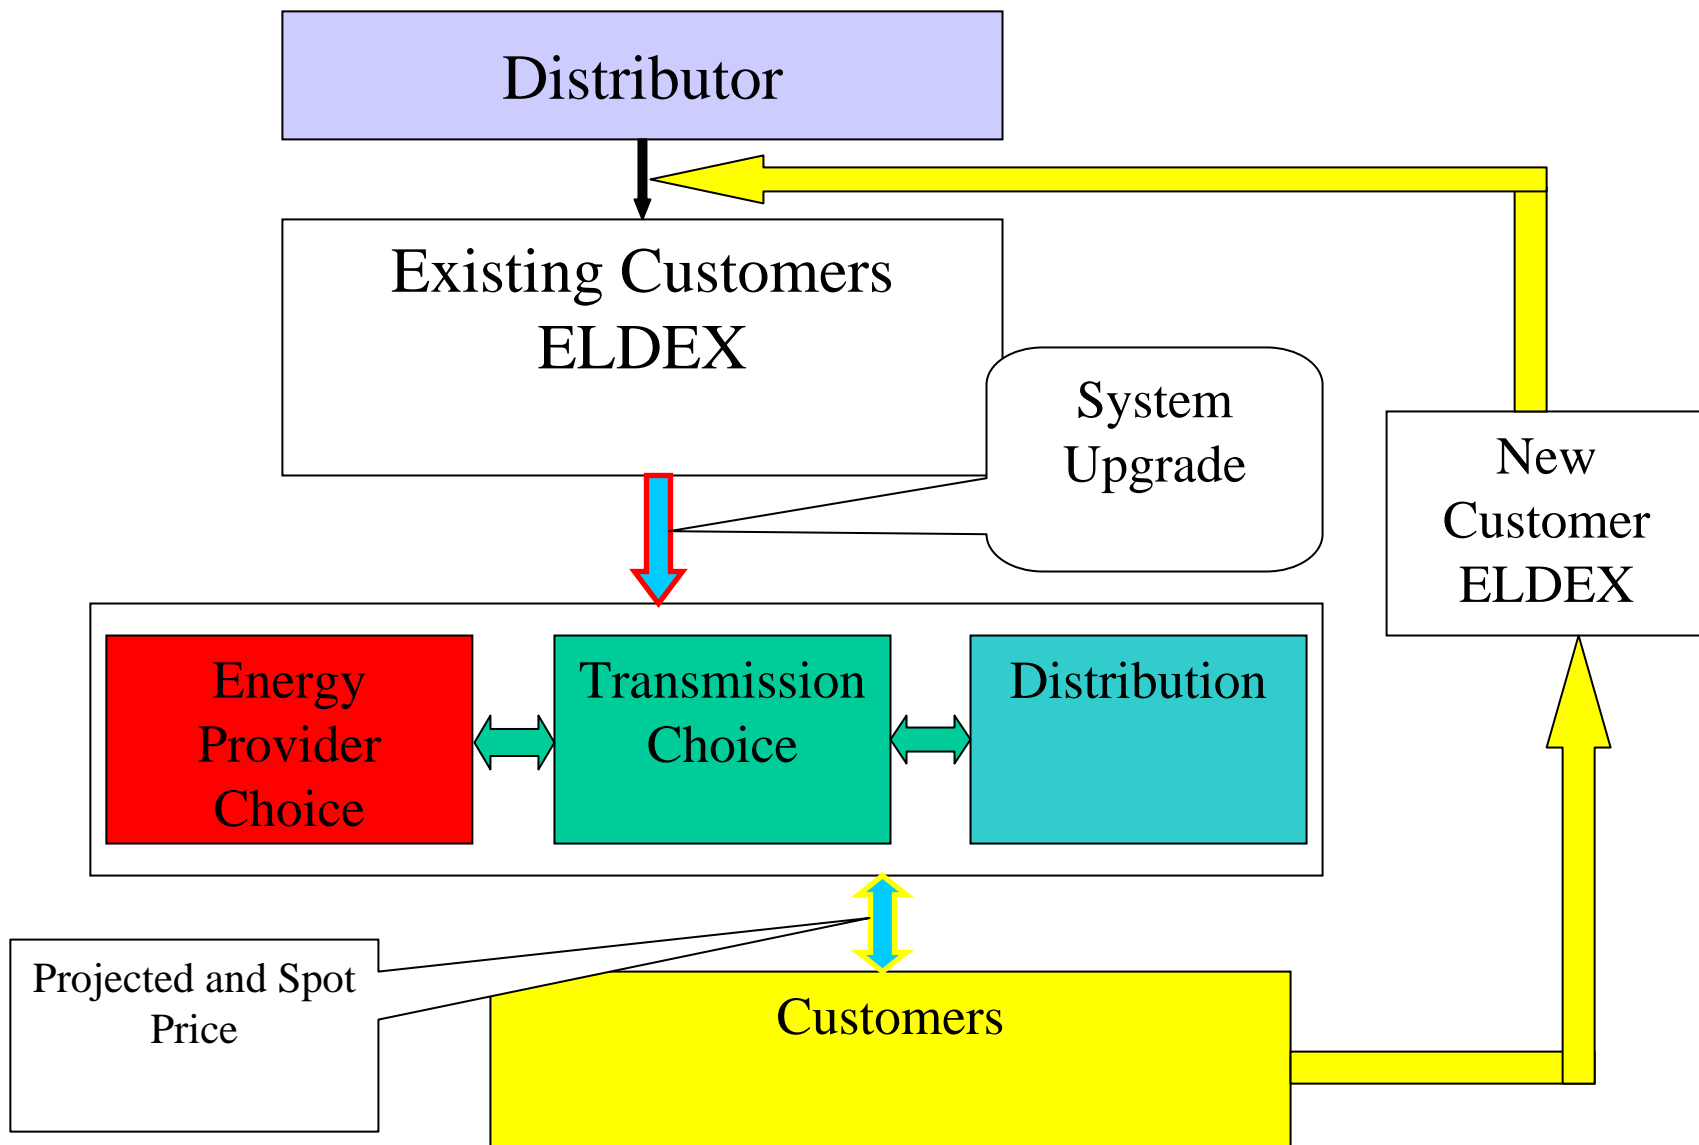 Distributor
Existing Customers
ELDEX
System
Upgrade
New
Customer
ELDEX
Energy
Provider
Choice
Transmission
Choice
Distribution
Projected and Spot
Price
Customers